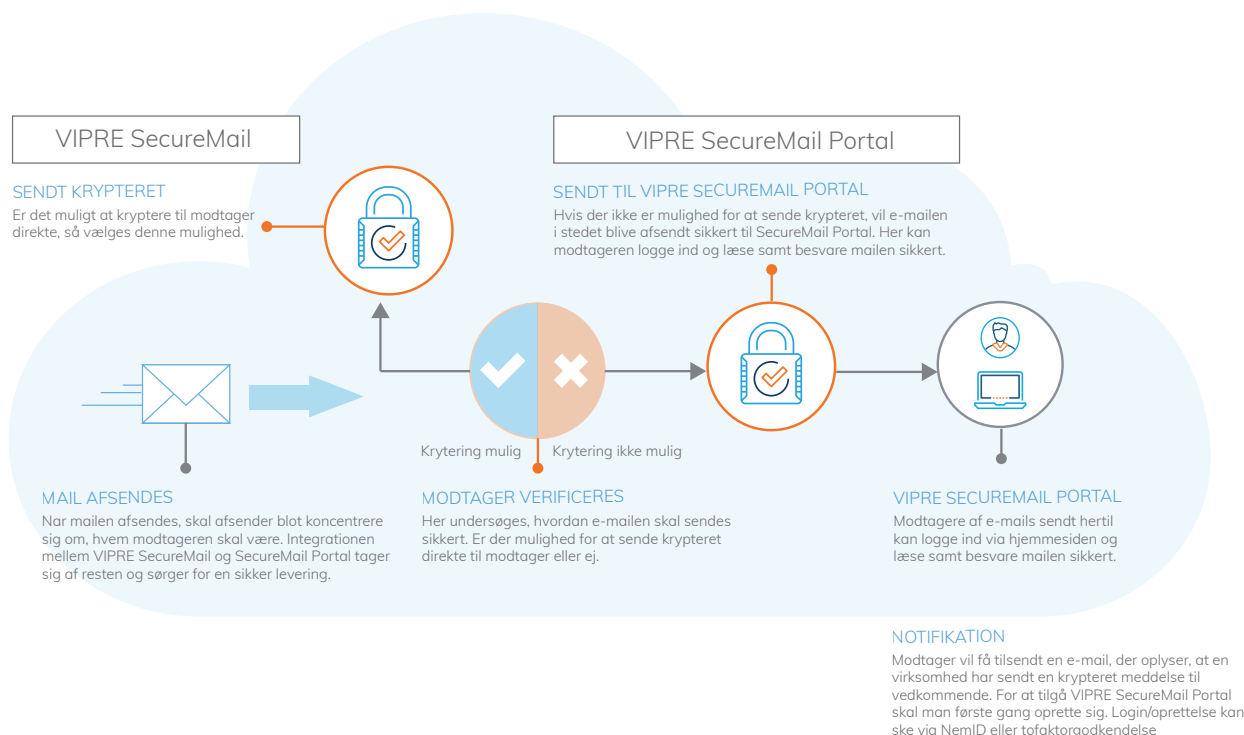 VIPRE SecureMail
SENDT KRYPTERET
Er det muligt at kryptere til modtager
direkte, så vælges denne mulighed.
VIPRE SecureMail Portal
SENDT TIL VIPRE SECUREMAIL PORTAL
Hvis der ikke er mulighed for at sende krypteret, vil e-mailen
i stedet blive afsendt sikkert til SecureMail Portal. Her kan
modtageren logge ind og læse samt besvare mailen sikkert.
Krytering mulig
Krytering ikke mulig
MAIL AFSENDES
Nar mailen afsendes, skal afsender blot koncentrere
sig om, hvem modtageren skal være. Integrationen
mellem VIPRE SecureMail og SecureMail Portal tager
sig af resten og sørger for en sikker levering.
MODTAGER VERIFICERES
Her undersøges, hvordan e-mailen skal sendes
sikkert. Er der mulighed for at sende krypteret
direkte til modtager eller ej.
VIPRE SECUREMAIL PORTAL
Modtagere af e-mails sendt hertil
kan logge ind via hjemmesiden og
læse samt besvare mailen sikkert.
NOTIFIKATION
Modtager vil få tilsendt en e-mail, der oplyser, at en
virksomhed har sendt en krypteret meddelse til
vedkommende. For at tilgå VIPRE SecureMail Portal
skal man første gang oprette sig. Login/oprettelse kan
ske via NemID eller tofaktorgodkendelse